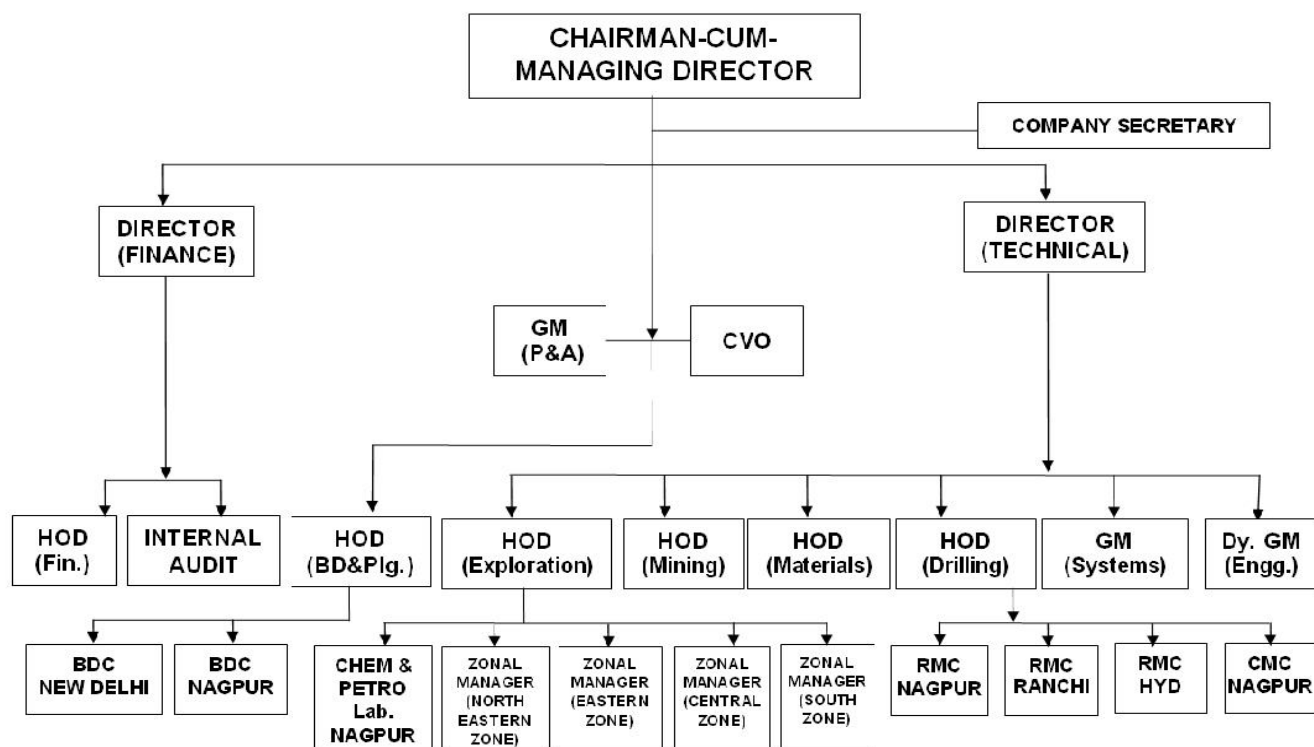 CHAIRMAN-CUM-
MANAGING DIRECTOR
COMPANY SECRETARY
DIRECTOR
(FINANCE)
DIRECTOR
(TECHNICAL)
GM
(P&A)
CVO
HOD
(Fin.)
INTERNAL
AUDIT
HOD
(BD&Plg.)
HOD
(Exploration)
HOD
(Mining)
HOD
(Materials)
HOD
(Drilling)
GM
(Systems)
Dy. GM
(Engg.)
BDC
NEW DELHI
BDC
NAGPUR
CHEM &
PETRO
Lab.
NAGPUR
ZONAL
MANAGER
(NORTH
EASTERN
ZONE)
ZONAL
MANAGER
(EASTERN
ZONE)
ZONAL
MANAGER
(CENTRAL
ZONE)
ZONAL
MANAGER
(SOUTH
ZONE)
RMC
NAGPUR
RMC
RANCHI
RMC
HYD
CMC
NAGPUR